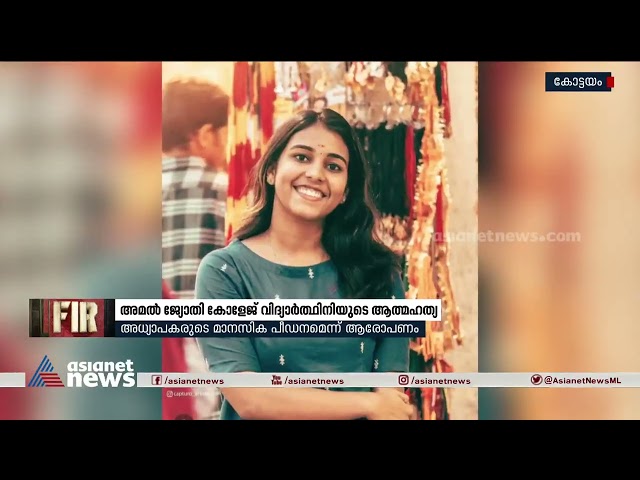 കോട്ടയം
asianetnews.com
FIR
അമൽ ജ്യോതി കോളേജ് വിദ്യാർത്ഥിനിയുടെ ആത്മഹത്യ
അധ്യാപകരുടെ മാനസിക പീഡനമെന്ന് ആരോപണം
asianet
news
/asianetnews
/asianetnews
/asianetnews
@AsianetNewsML